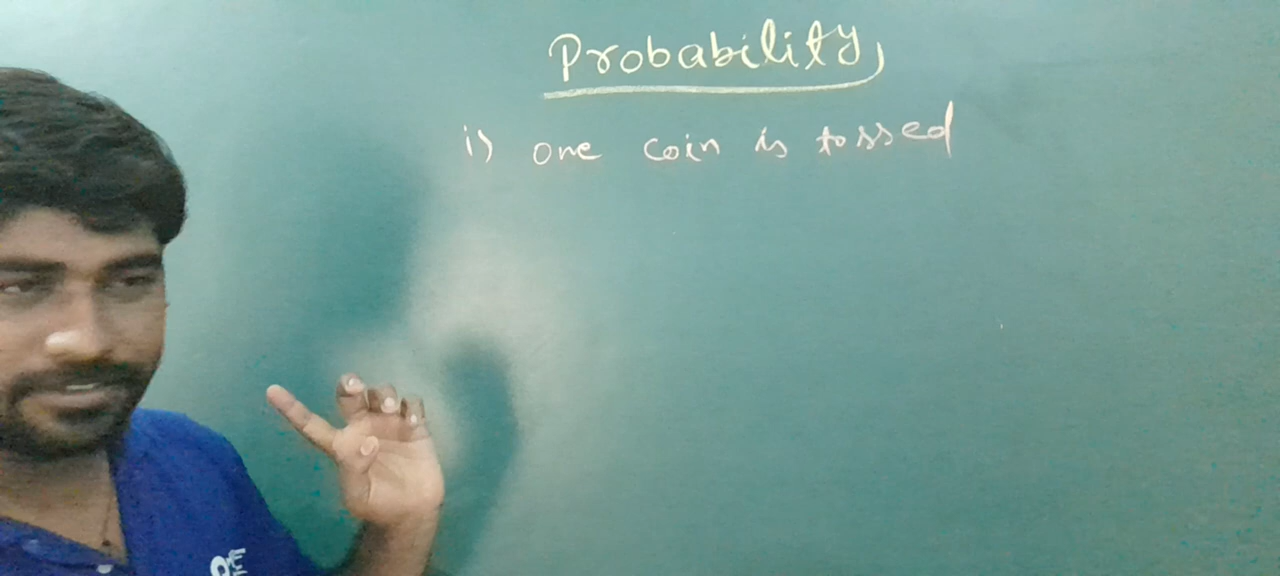 Probability,
i) one coin is tossed